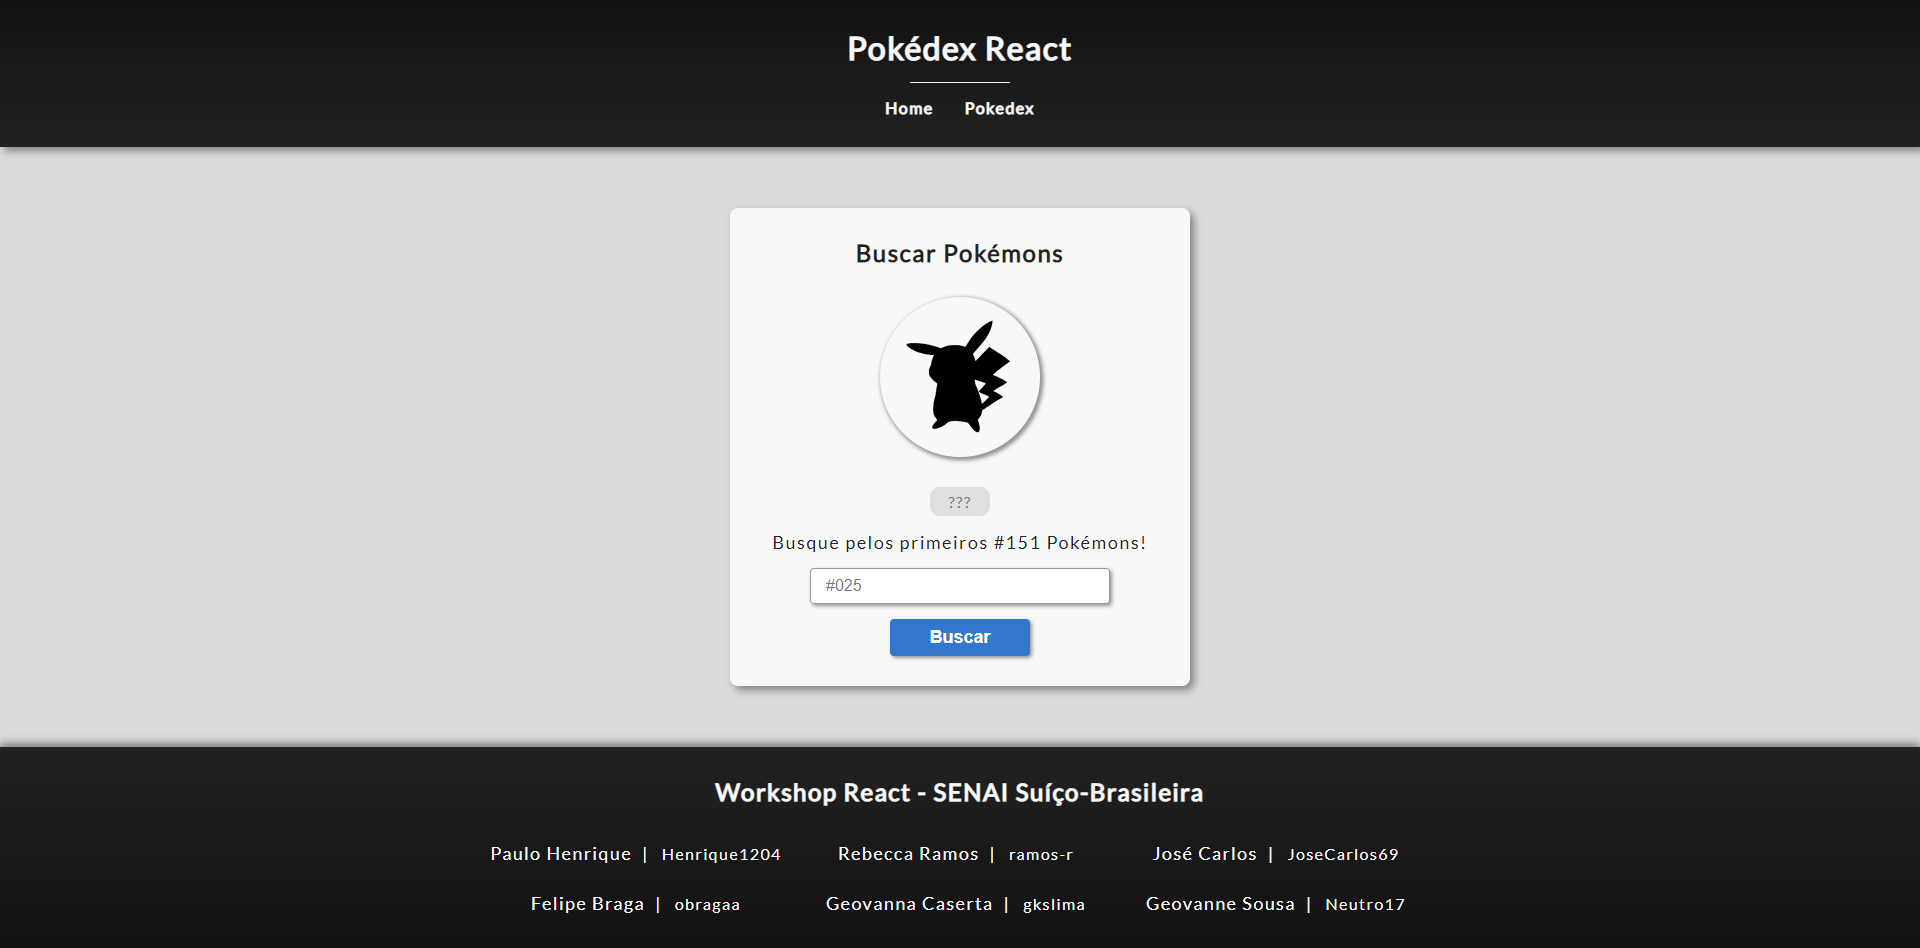 Pokédex React
Home Pokedex
Buscar Pokémons
???
Busque pelos primeiros #151 Pokémons!
#025
Buscar
Workshop React - SENAI Suíço-Brasileira
Paulo Henrique | Henrique1204 Rebecca Ramos | ramos-r José Carlos | JoseCarlos69
Felipe Braga | obragaa Geovanna Caserta | gkslima Geovanne Sousa | Neutro17